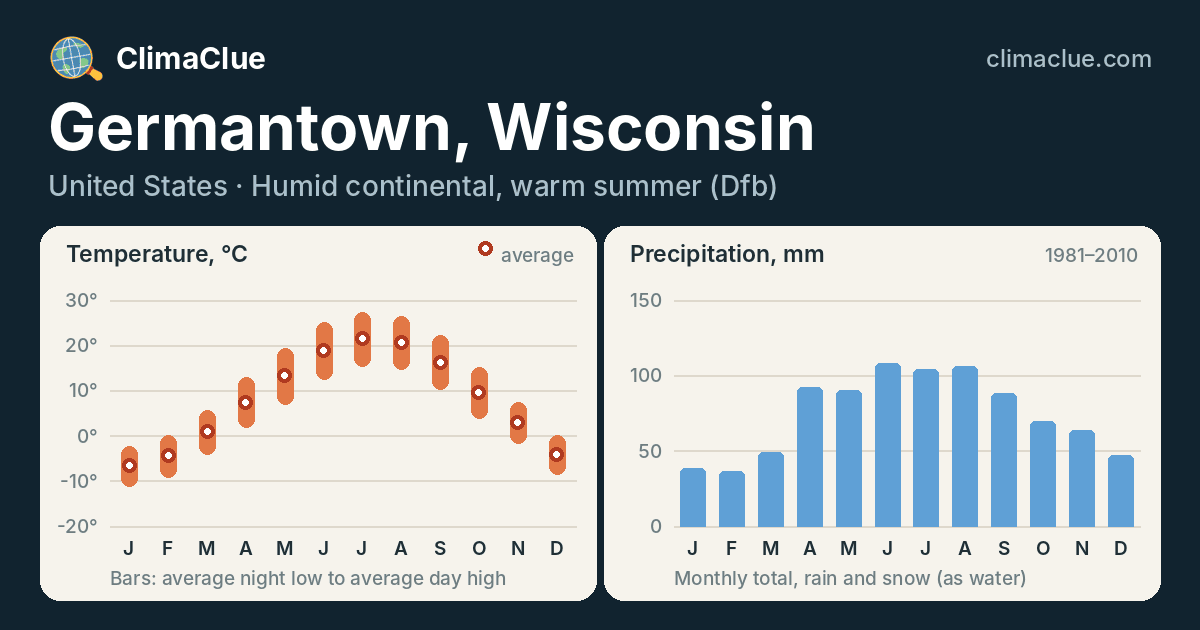 ClimaClue
climaclue.com
Germantown, Wisconsin
United States · Humid continental, warm summer (Dfb)
Temperature, °C
average
30°
20°
10°
0°
-10°
-20°
J F M A M J J A S O N D
Bars: average night low to average day high
Precipitation, mm
1981–2010
150
100
50
0
J F M A M J J A S O N D
Monthly total, rain and snow (as water)